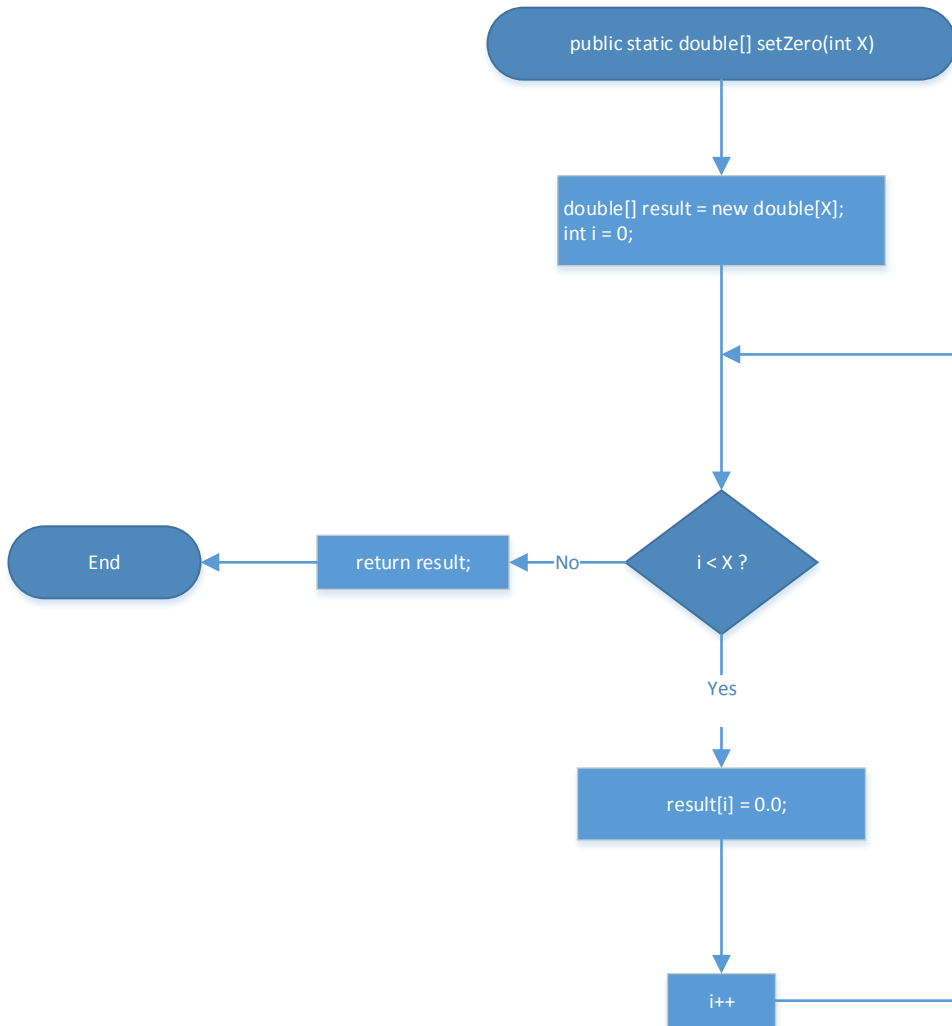 public static double[] setZero(int X)
double[] result = new double[X];
int i = 0;
i < X ?
No
return result;
End
Yes
result[i] = 0.0;
i++